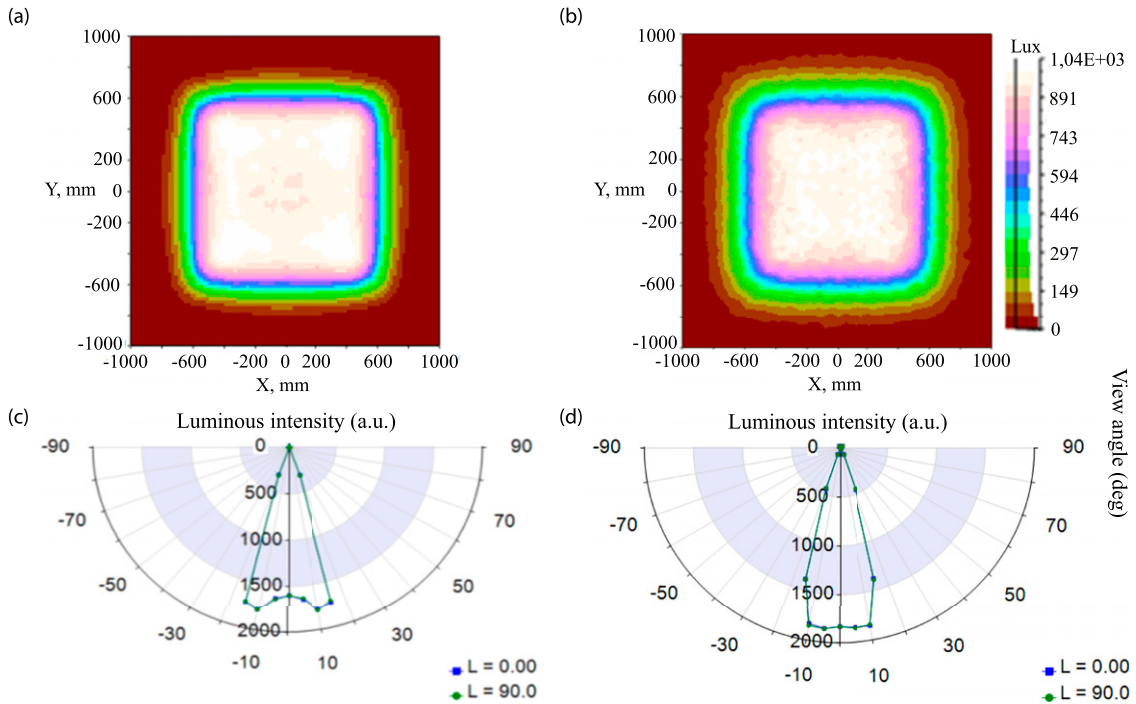 (a)
1000
600
200
Y, mm 0
-200
-600
-1000
-1000 -600 -200 0 200 600 1000
X, mm
(b)
1000
600
200
Y, mm 0
-200
-600
-1000
-1000 -600 -200 0 200 600 1000
X, mm
Lux
1,04E+03
891
743
594
446
297
149
0
(c)
Luminous intensity (a.u.)
-90 0 90
500
-70 70
1000
-50 50
1500
-30 30
2000
-10 10
L = 0.00
L = 90.0
(d)
Luminous intensity (a.u.)
-90 0 90
500
-70 70
1000
-50 50
1500
-30 30
2000
-10 10
L = 0.00
L = 90.0
View angle (deg)